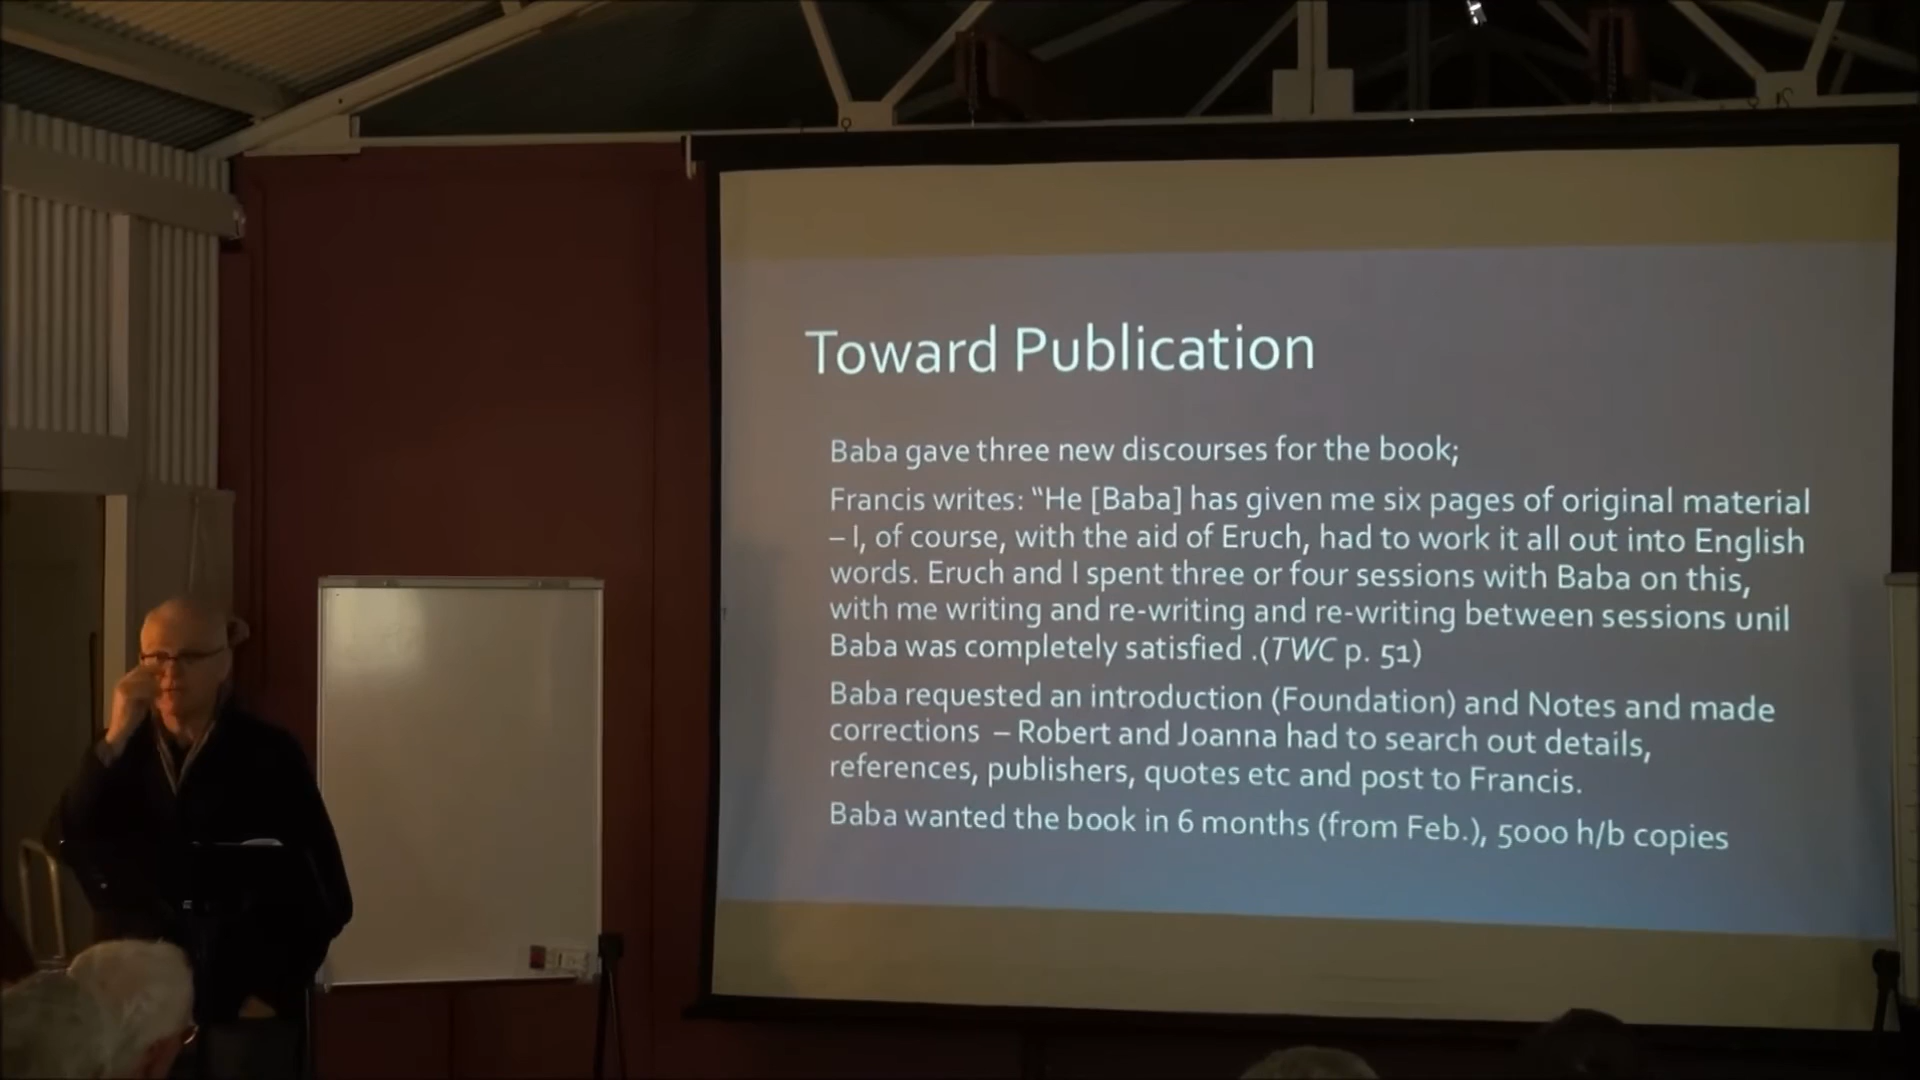 Toward Publication
Baba gave three new discourses for the book;
Francis writes: “He [Baba] has given me six pages of original material
– I, of course, with the aid of Eruch, had to work it all out into English
words. Eruch and I spent three or four sessions with Baba on this,
with me writing and re-writing and re-writing between sessions unil
Baba was completely satisfied .(TWC p. 51)
Baba requested an introduction (Foundation) and Notes and made
corrections – Robert and Joanna had to search out details,
references, publishers, quotes etc and post to Francis.
Baba wanted the book in 6 months (from Feb.), 5000 h/b copies